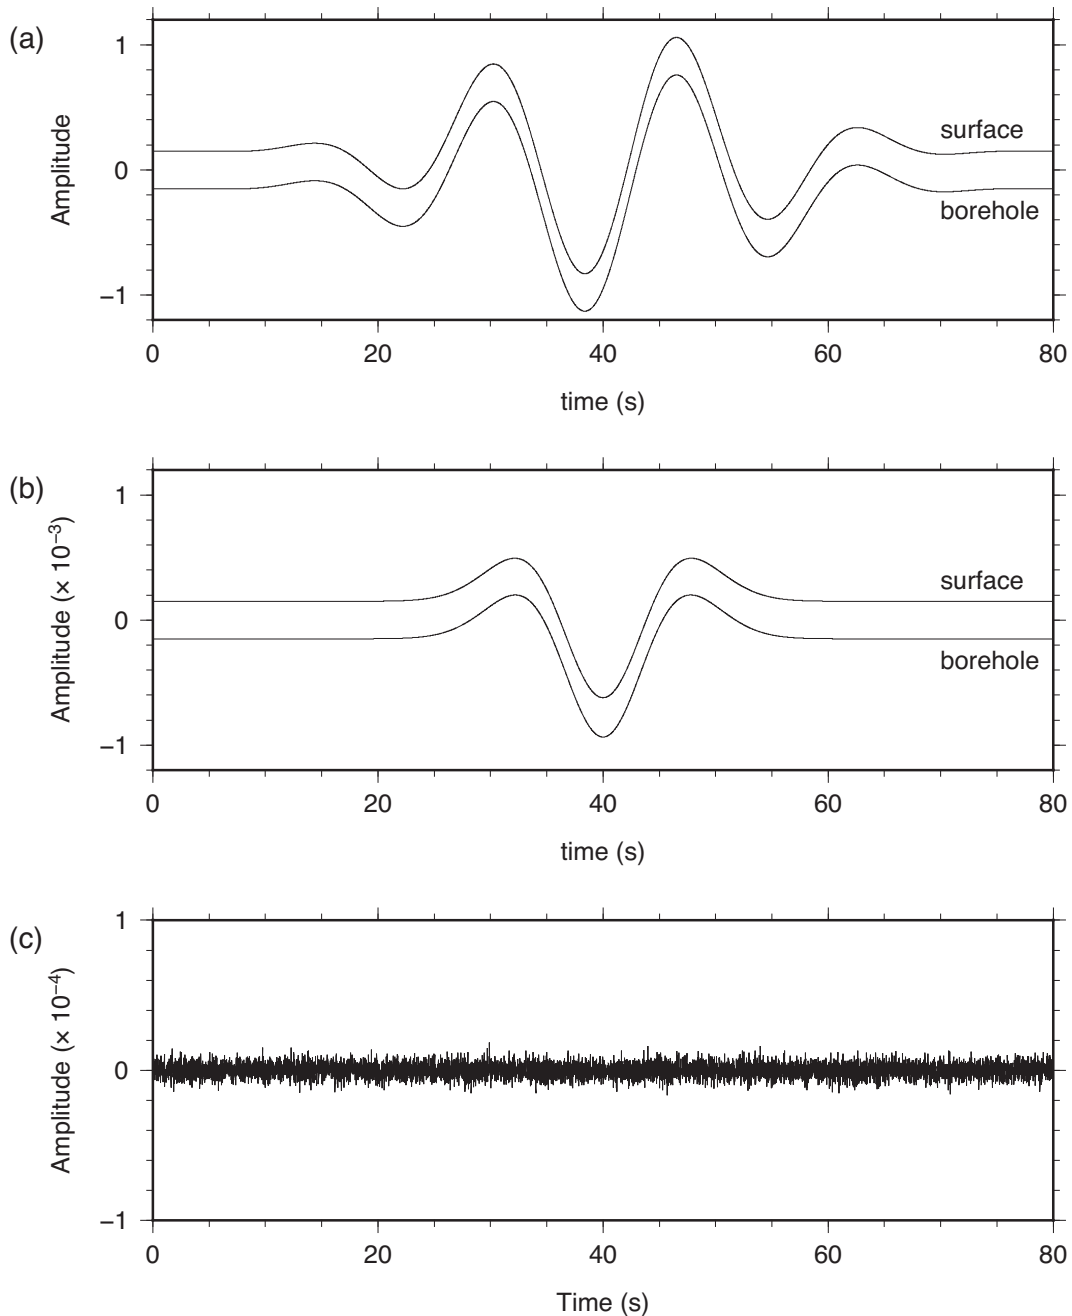 (a)
Amplitude
1
0
−1
surface
borehole
0 20 40 60 80
time (s)
(b)
Amplitude (× 10⁻³)
1
0
−1
surface
borehole
0 20 40 60 80
time (s)
(c)
Amplitude (× 10⁻⁴)
1
0
−1
0 20 40 60 80
Time (s)